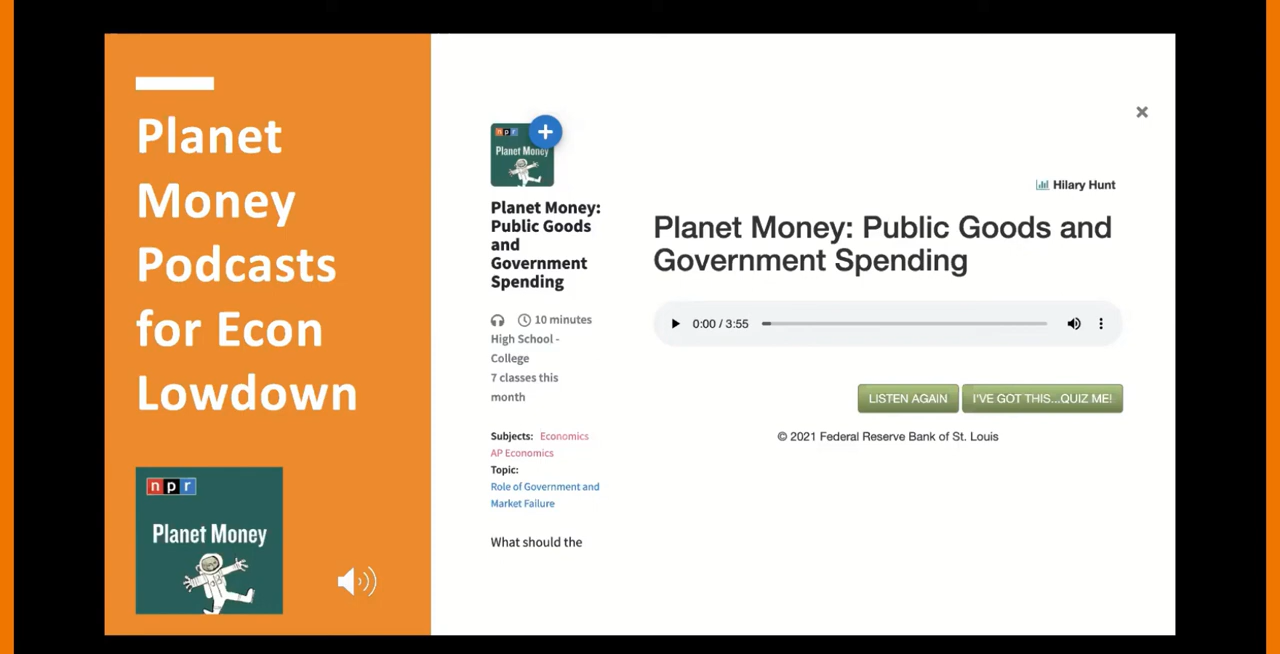 Planet
Money
Podcasts
for Econ
Lowdown
npr
Planet Money
npr
Planet Money
Planet Money:
Public Goods
and
Government
Spending
10 minutes
High School -
College
7 classes this
month
Subjects: Economics
AP Economics
Topic:
Role of Government and
Market Failure
What should the
Hilary Hunt
Planet Money: Public Goods and
Government Spending
0:00 / 3:55
LISTEN AGAIN
I'VE GOT THIS...QUIZ ME!
© 2021 Federal Reserve Bank of St. Louis